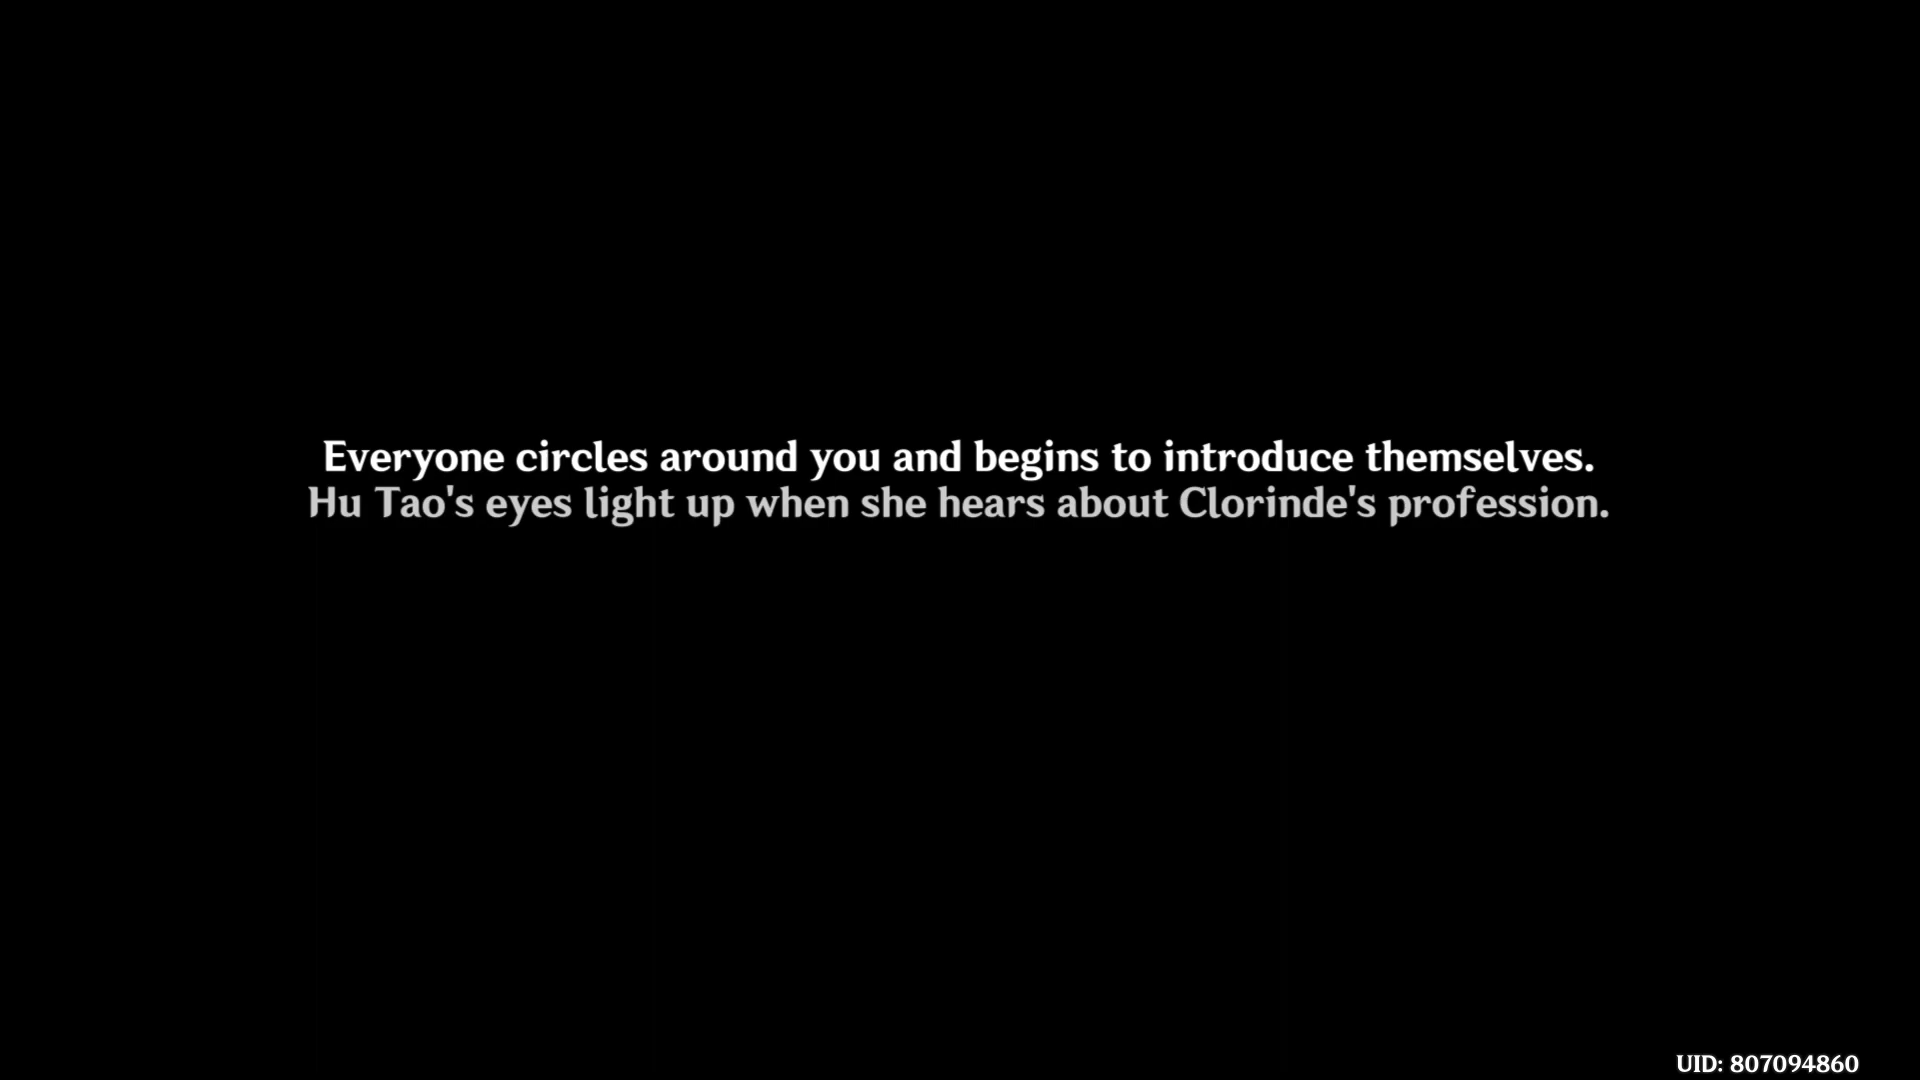 Everyone circles around you and begins to introduce themselves.
Hu Tao's eyes light up when she hears about Clorinde's profession.
UID: 807094860